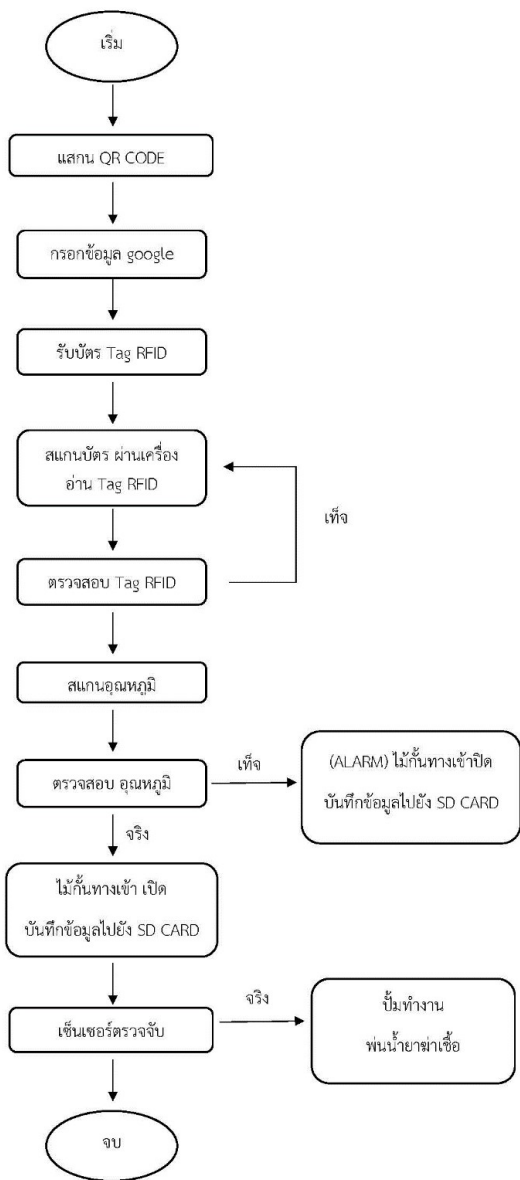 เริ่ม
แสกน QR CODE
กรอกข้อมูล google
รับบัตร Tag RFID
สแกนบัตร ผ่านเครื่อง
อ่าน Tag RFID
เท็จ
ตรวจสอบ Tag RFID
สแกนอุณหภูมิ
ตรวจสอบ อุณหภูมิ
เท็จ
(ALARM) ไม้กั้นทางเข้าปิด
บันทึกข้อมูลไปยัง SD CARD
จริง
ไม้กั้นทางเข้า เปิด
บันทึกข้อมูลไปยัง SD CARD
เซ็นเซอร์ตรวจจับ
จริง
ปั้มทำงาน
พ่นน้ำยาฆ่าเชื้อ
จบ